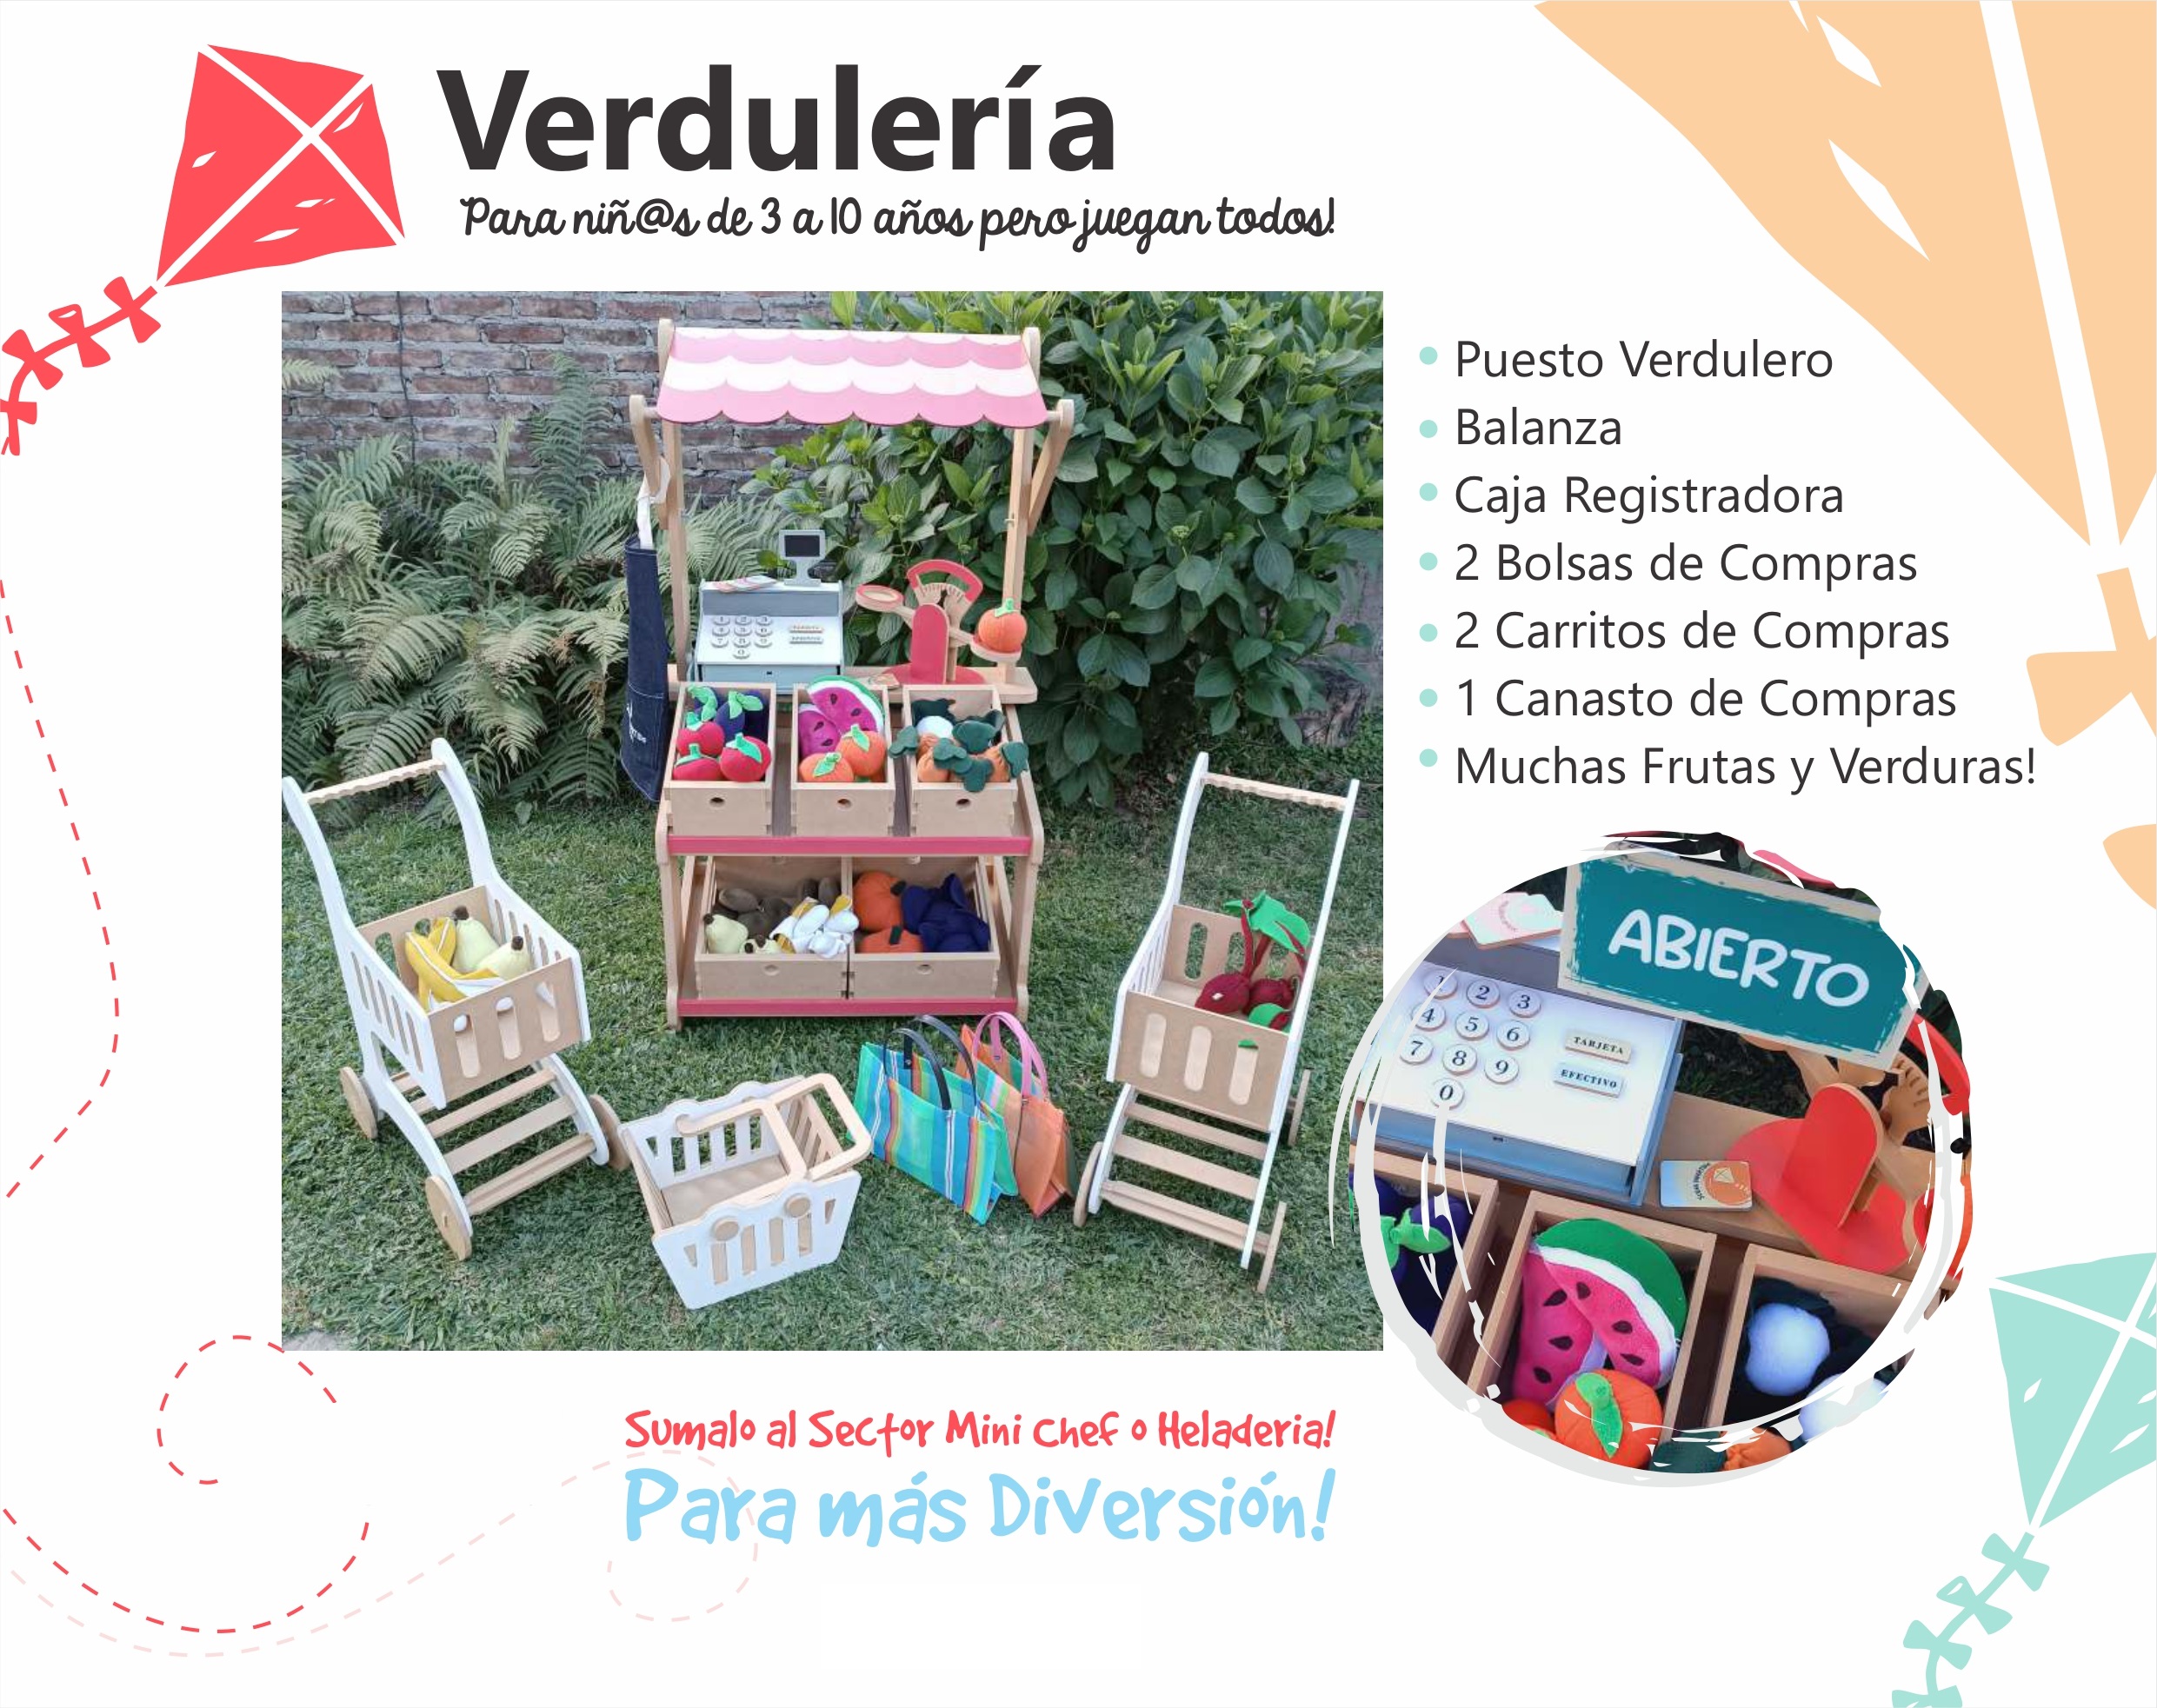 Verdulería
Para niñ@s de 3 a 10 años pero juegan todos!
Puesto Verdulero
Balanza
Caja Registradora
2 Bolsas de Compras
2 Carritos de Compras
1 Canasto de Compras
Muchas Frutas y Verduras!
ABIERTO
1 2 3
4 5 6
7 8 9
0
TARJETA
EFECTIVO
Sumalo al Sector Mini Chef o Heladeria!
Para más Diversión!